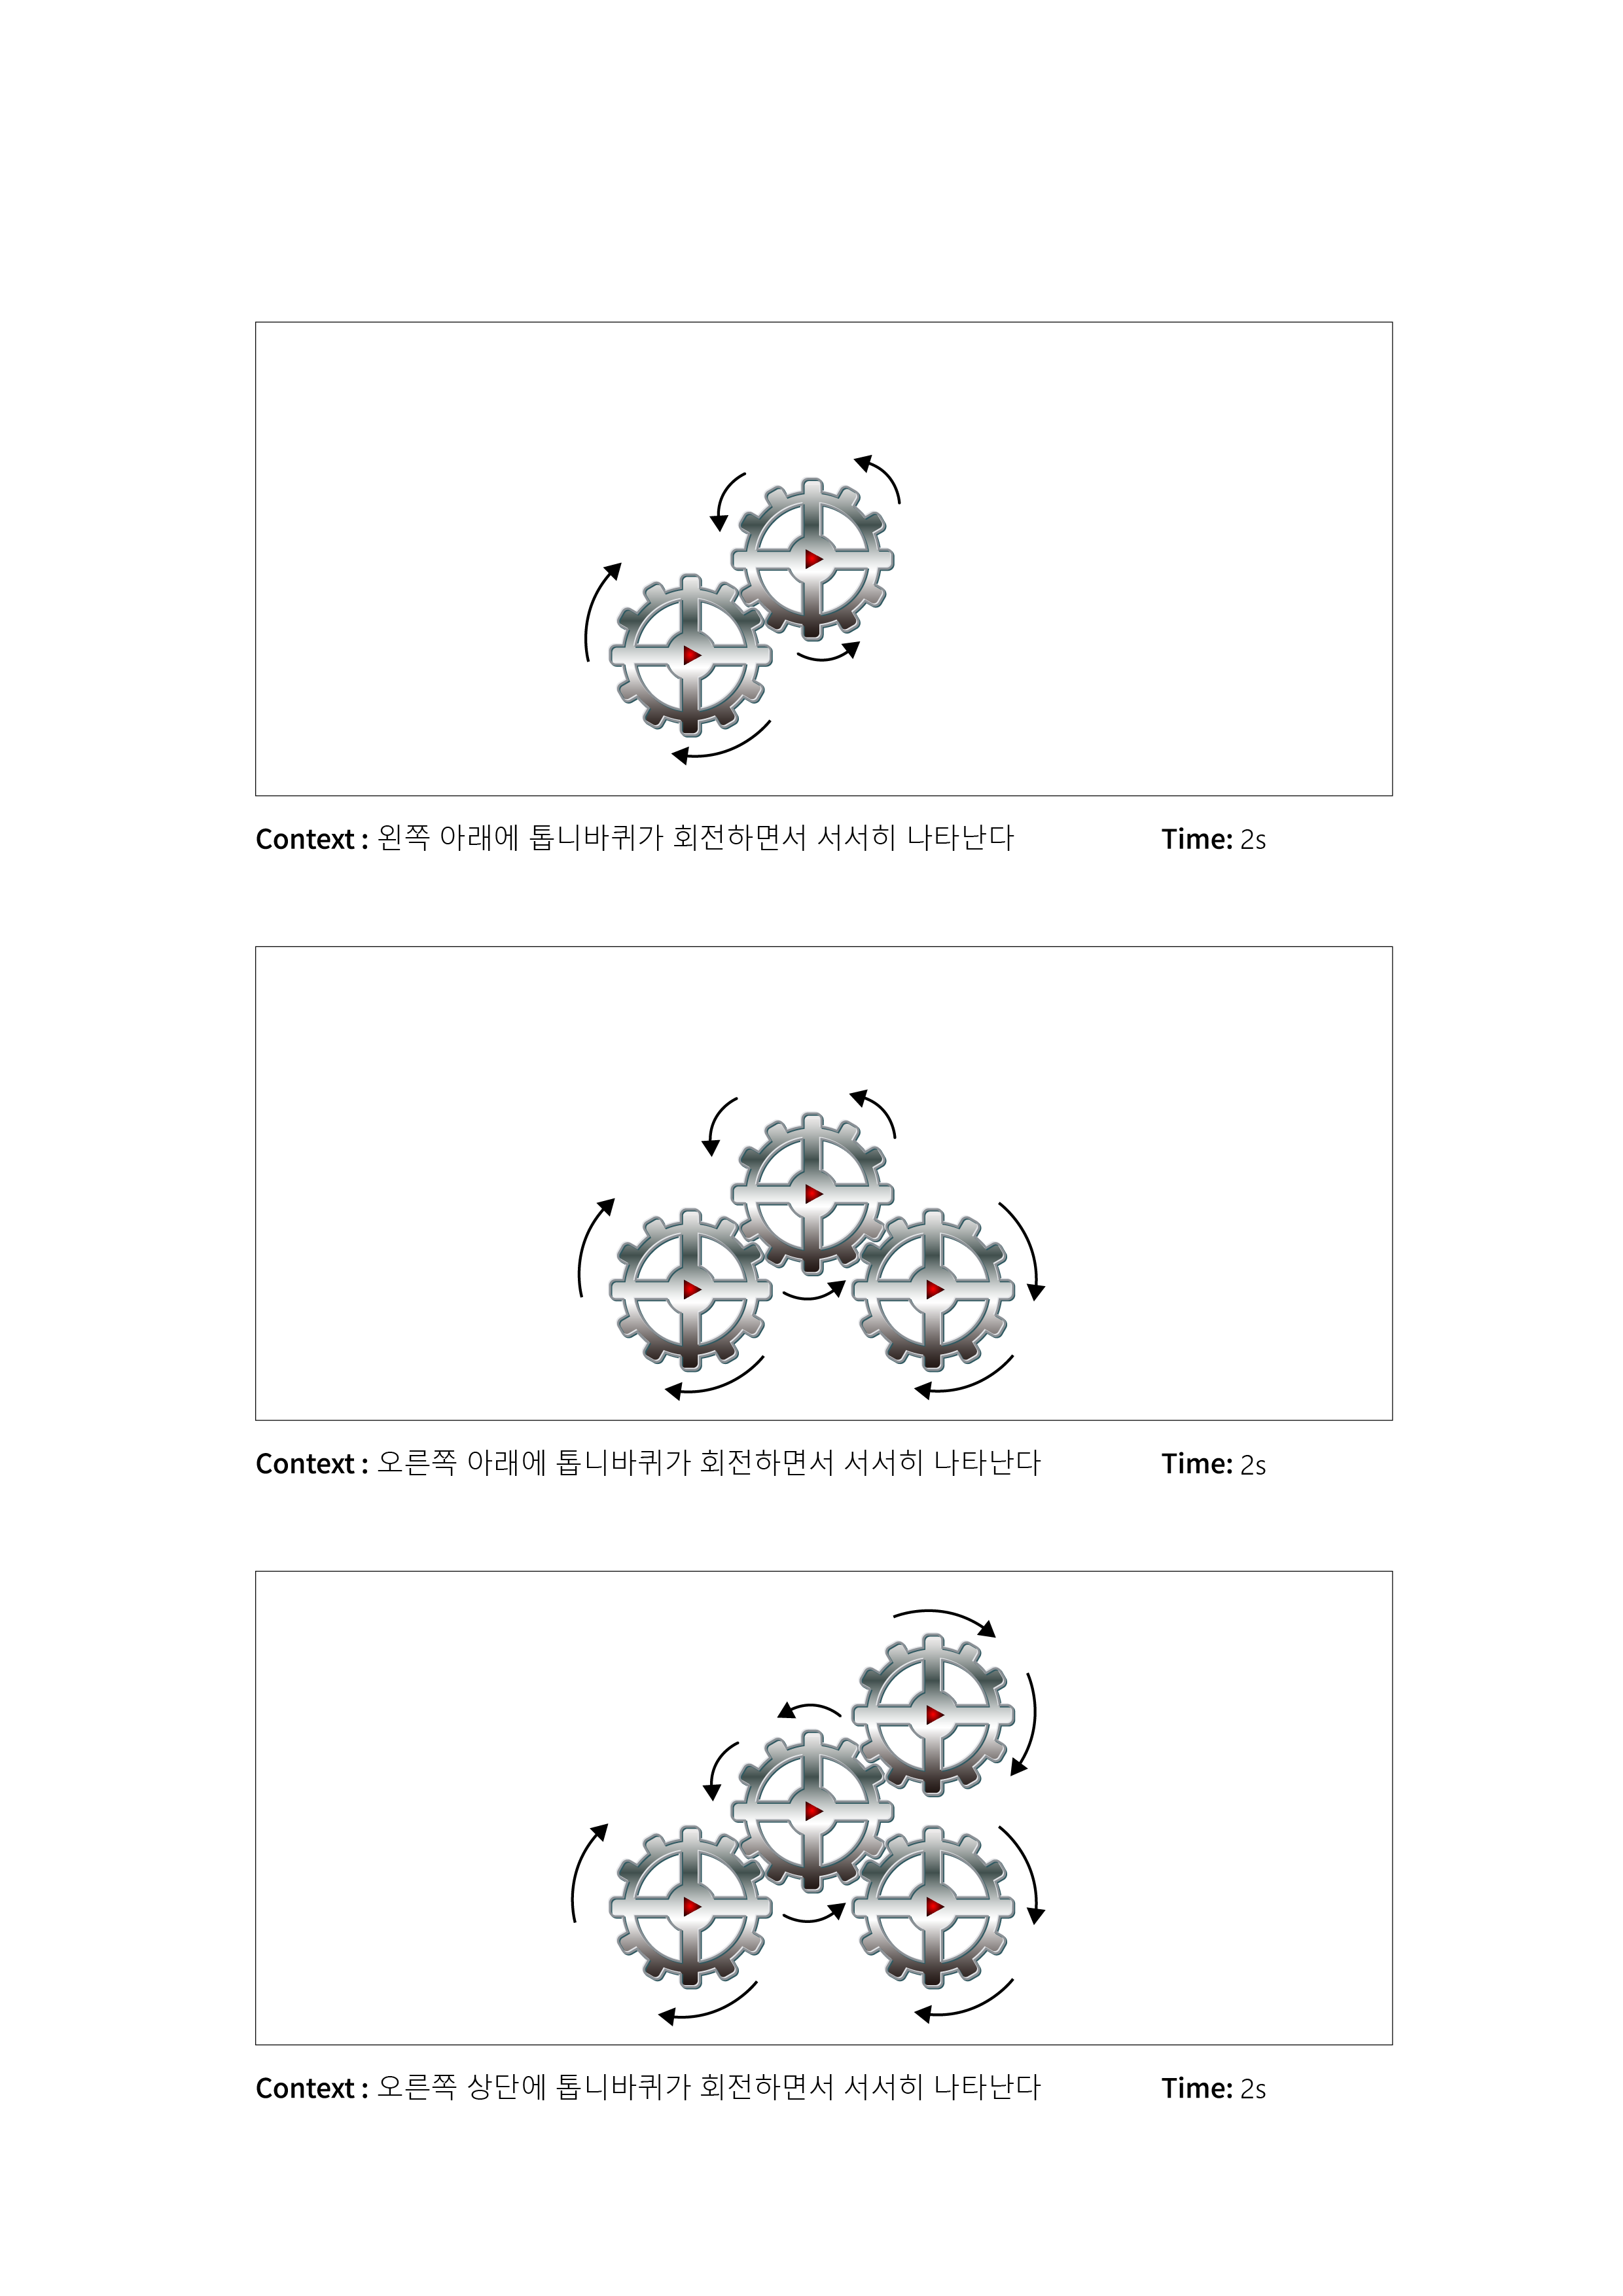 Context : 왼쪽 아래에 톱니바퀴가 회전하면서 서서히 나타난다 Time: 2s
Context : 오른쪽 아래에 톱니바퀴가 회전하면서 서서히 나타난다 Time: 2s
Context : 오른쪽 상단에 톱니바퀴가 회전하면서 서서히 나타난다 Time: 2s